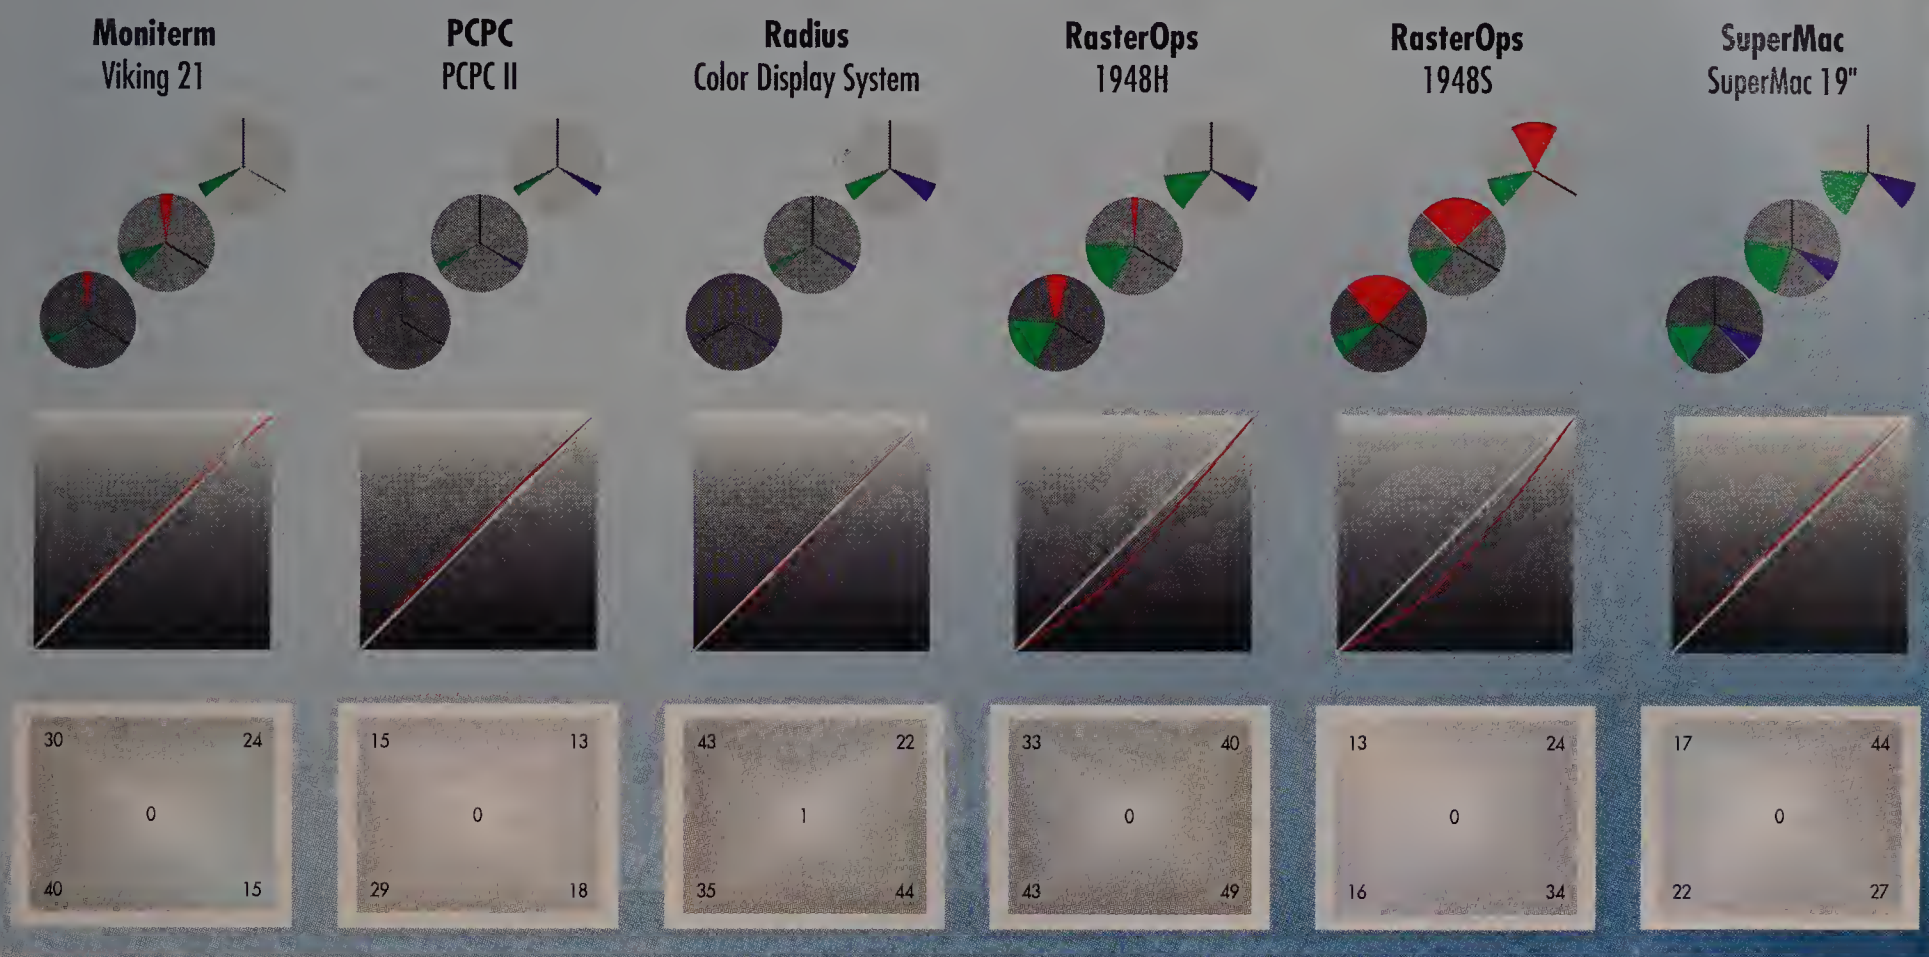 Moniterm
Viking 21
PCPC
PCPC II
Radius
Color Display System
RasterOps
1948H
RasterOps
1948S
SuperMac
SuperMac 19"
30 24
0
40 15
15 13
0
29 18
43 22
1
35 44
33 40
0
43 49
13 24
0
16 34
17 44
0
22 27